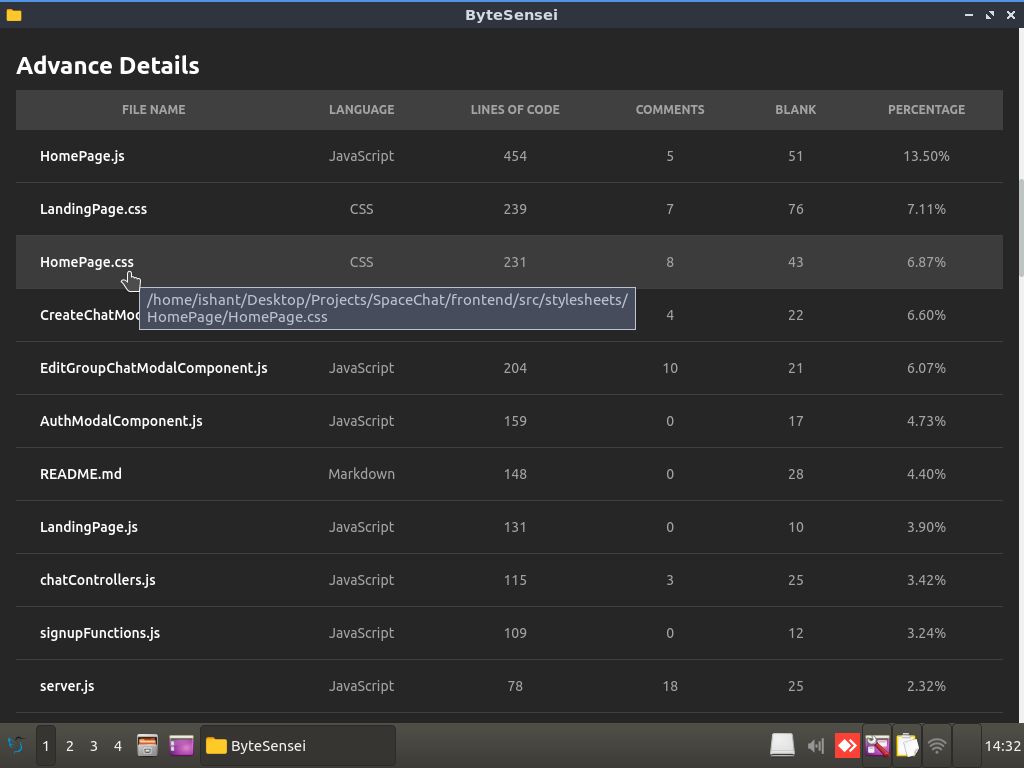 ByteSensei
Advance Details
FILE NAME LANGUAGE LINES OF CODE COMMENTS BLANK PERCENTAGE
HomePage.js JavaScript 454 5 51 13.50%
LandingPage.css CSS 239 7 76 7.11%
HomePage.css CSS 231 8 43 6.87%
/home/ishant/Desktop/Projects/SpaceChat/frontend/src/stylesheets/
HomePage/HomePage.css
4 22 6.60%
EditGroupChatModalComponent.js JavaScript 204 10 21 6.07%
AuthModalComponent.js JavaScript 159 0 17 4.73%
README.md Markdown 148 0 28 4.40%
LandingPage.js JavaScript 131 0 10 3.90%
chatControllers.js JavaScript 115 3 25 3.42%
signupFunctions.js JavaScript 109 0 12 3.24%
server.js JavaScript 78 18 25 2.32%
1 2 3 4 ByteSensei 14:32